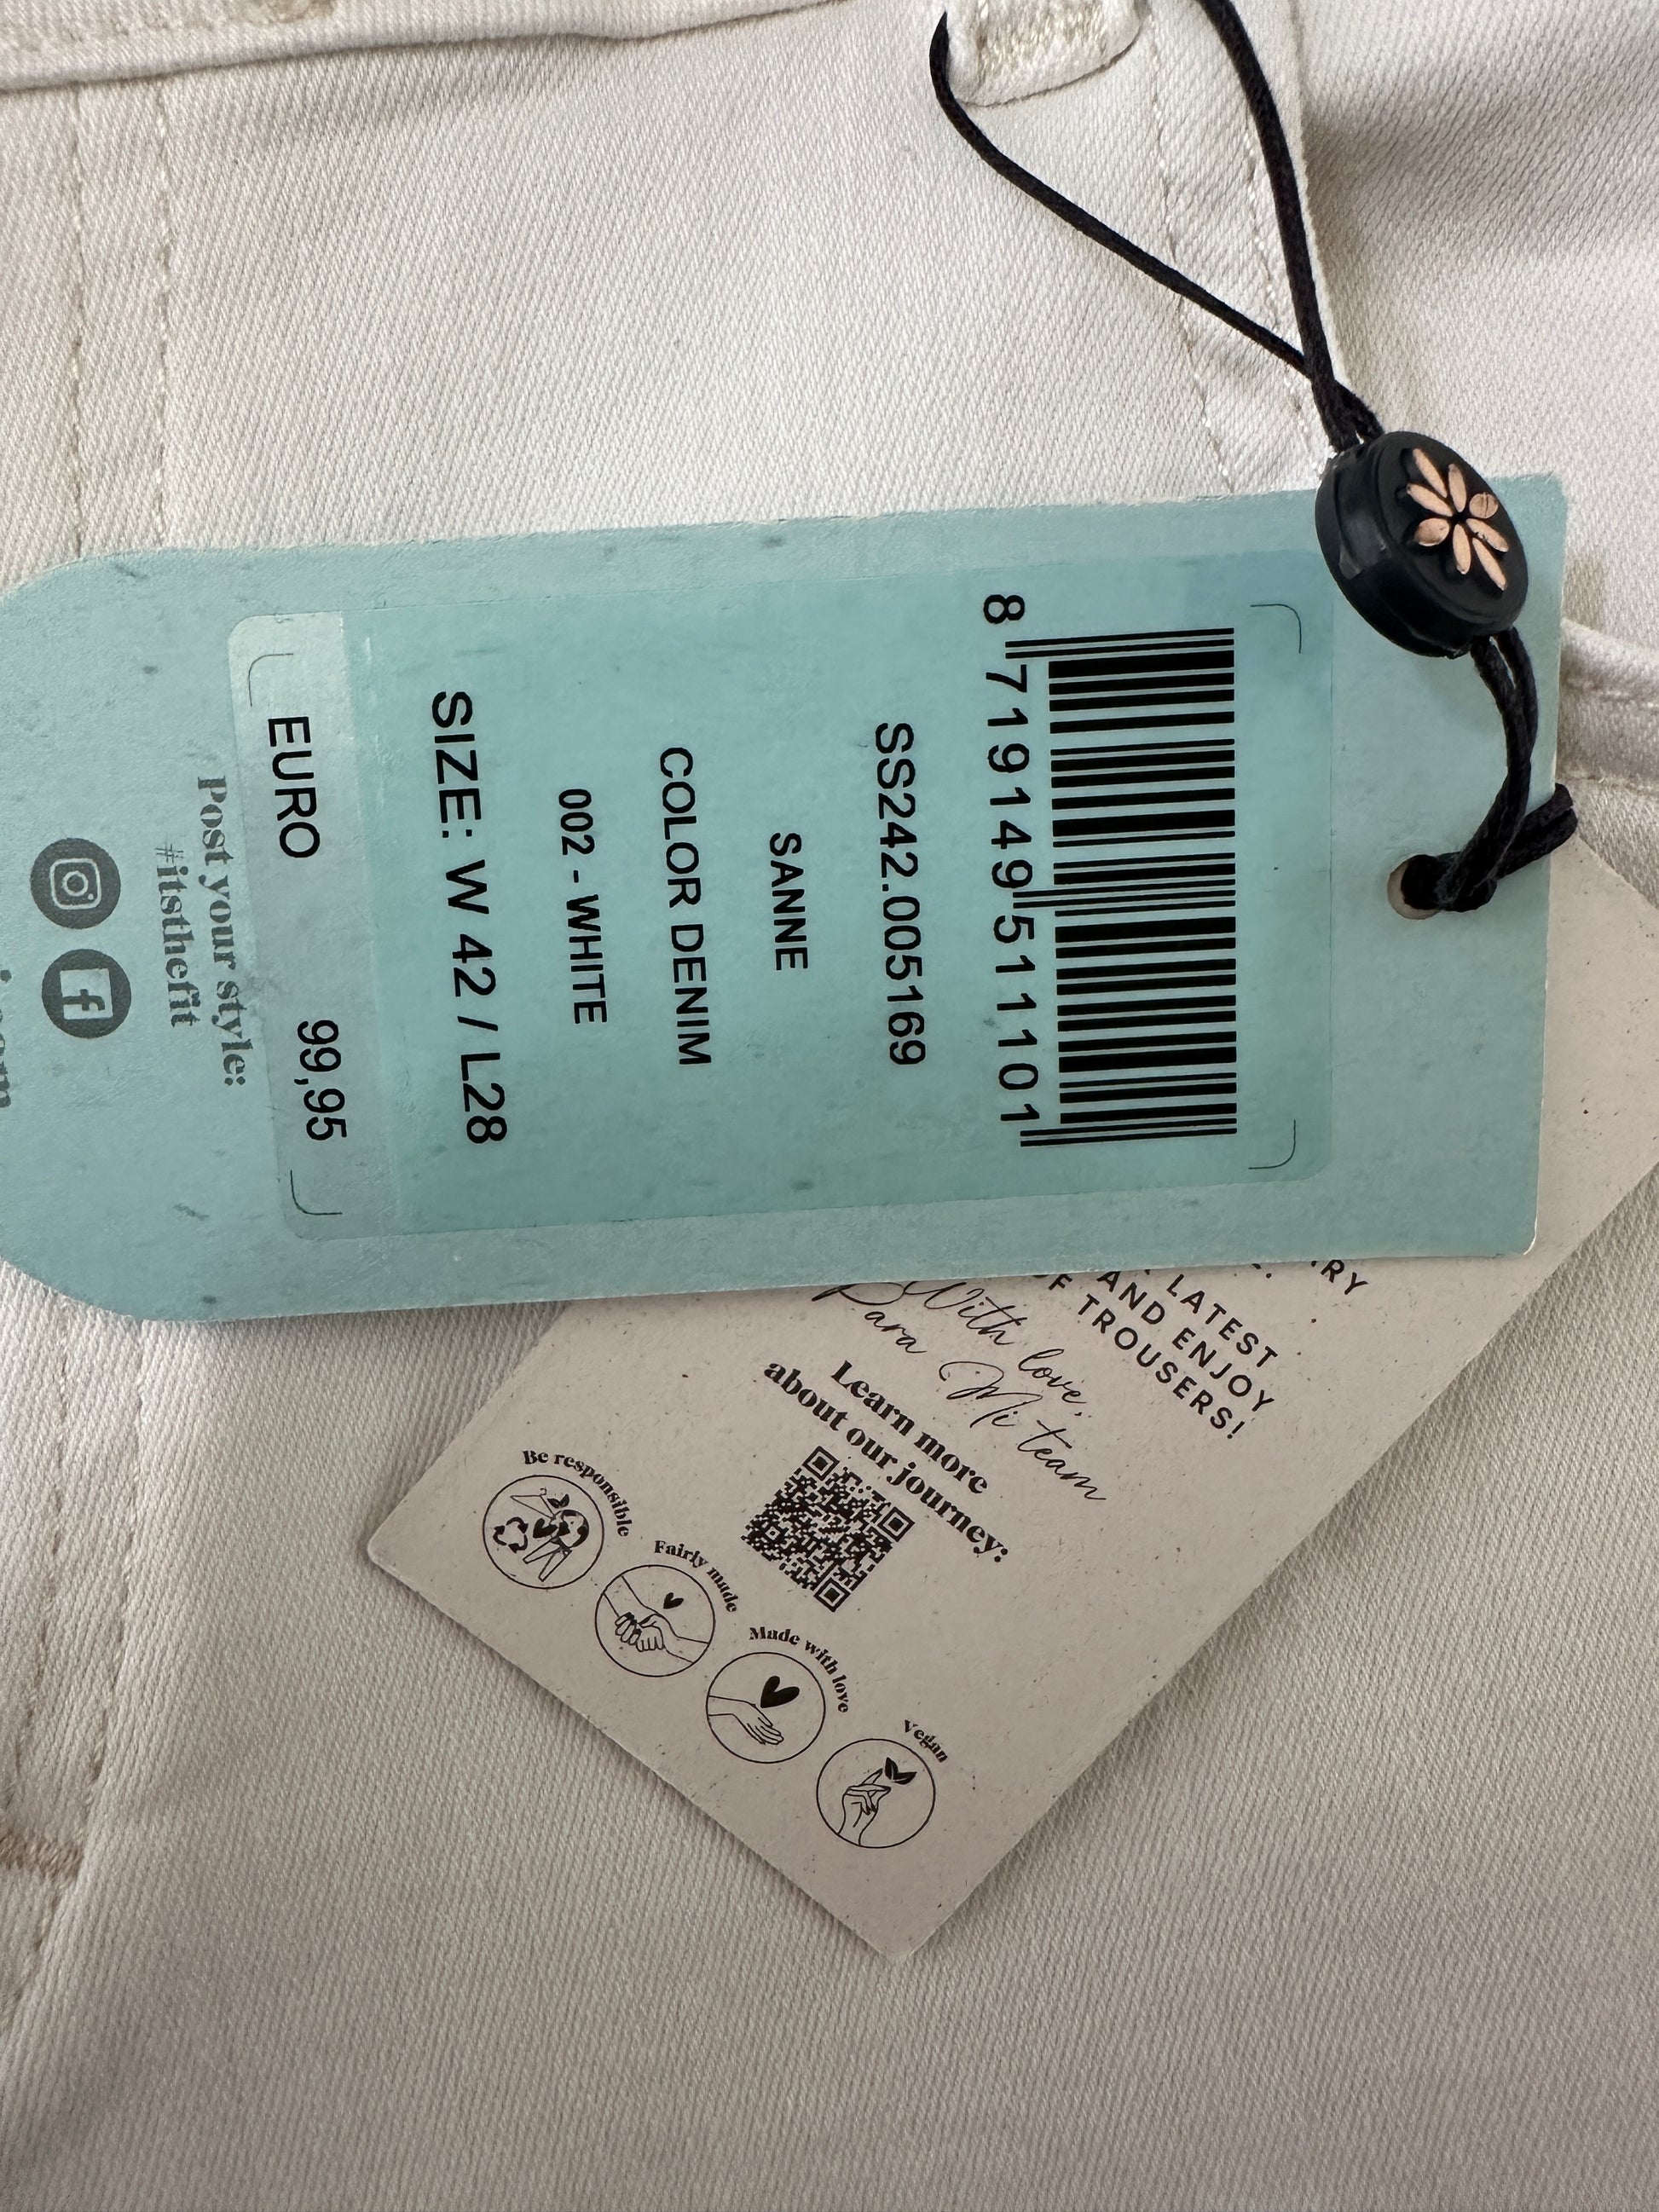 8 719149 511101
SS242.005169
SANNE
COLOR DENIM
002 - WHITE
SIZE: W 42 / L28
EURO 99,95
Post your style:
#itsthefit
LATEST
AND ENJOY
OF TROUSERS!
With love,
Para Mi team
Learn more
about our journey:
Be responsible
Fairly made
Made with love
Vegan